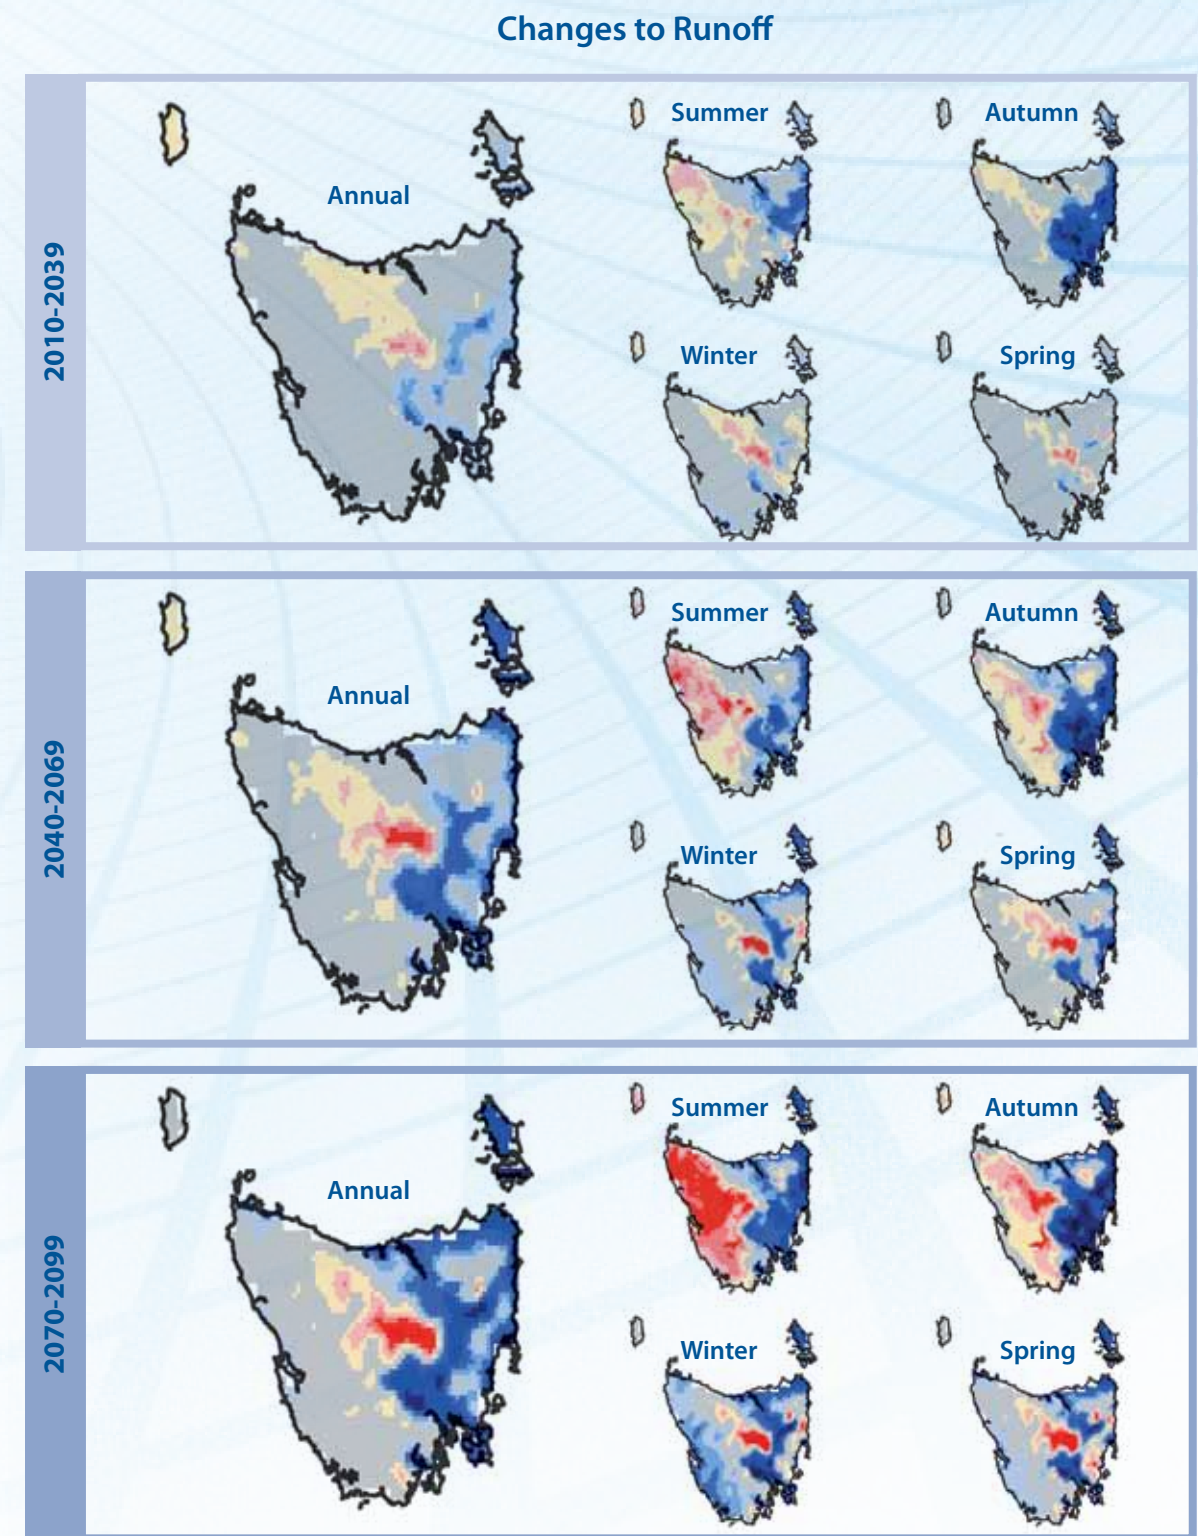 Changes to Runoff
2010-2039
Annual
Summer
Autumn
Winter
Spring
2040-2069
Annual
Summer
Autumn
Winter
Spring
2070-2099
Annual
Summer
Autumn
Winter
Spring